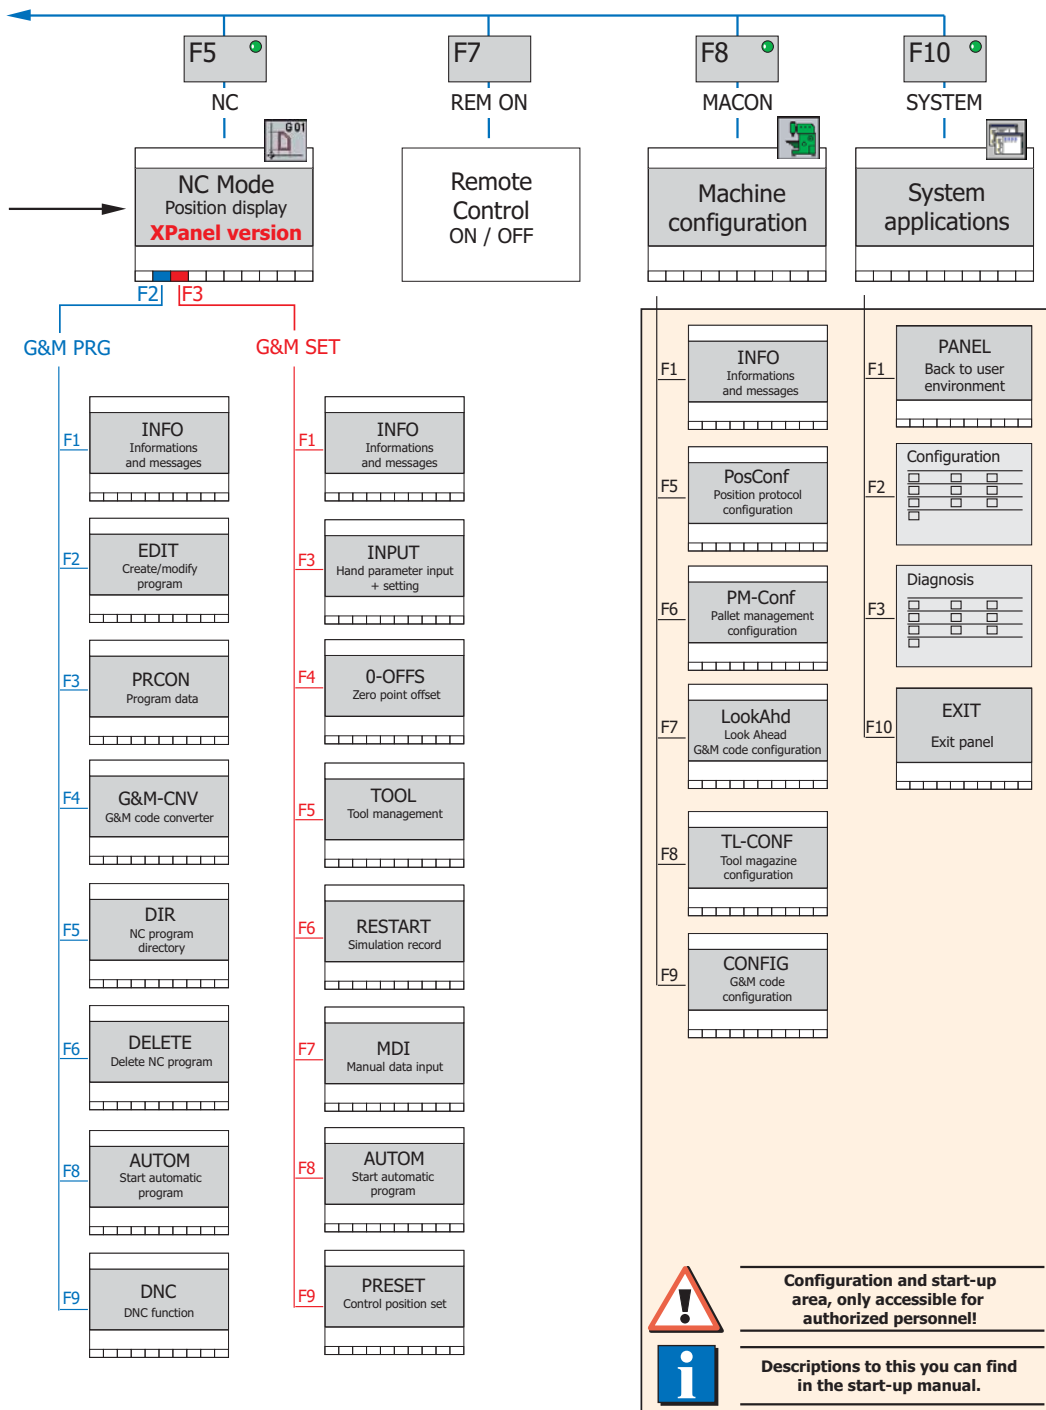 F5
F7
F8
F10
NC
REM ON
MACON
SYSTEM
G01
NC Mode
Position display
XPanel version
Remote
Control
ON / OFF
Machine
configuration
System
applications
F2
F3
G&M PRG
G&M SET
F1
INFO
Informations
and messages
F2
EDIT
Create/modify
program
F3
PRCON
Program data
F4
G&M-CNV
G&M code converter
F5
DIR
NC program
directory
F6
DELETE
Delete NC program
F8
AUTOM
Start automatic
program
F9
DNC
DNC function
F1
INFO
Informations
and messages
F3
INPUT
Hand parameter input
+ setting
F4
0-OFFS
Zero point offset
F5
TOOL
Tool management
F6
RESTART
Simulation record
F7
MDI
Manual data input
F8
AUTOM
Start automatic
program
F9
PRESET
Control position set
F1
INFO
Informations
and messages
F5
PosConf
Position protocol
configuration
F6
PM-Conf
Pallet management
configuration
F7
LookAhd
Look Ahead
G&M code configuration
F8
TL-CONF
Tool magazine
configuration
F9
CONFIG
G&M code
configuration
F1
PANEL
Back to user
environment
F2
Configuration
F3
Diagnosis
F10
EXIT
Exit panel
Configuration and start-up
area, only accessible for
authorized personnel!
i
Descriptions to this you can find
in the start-up manual.